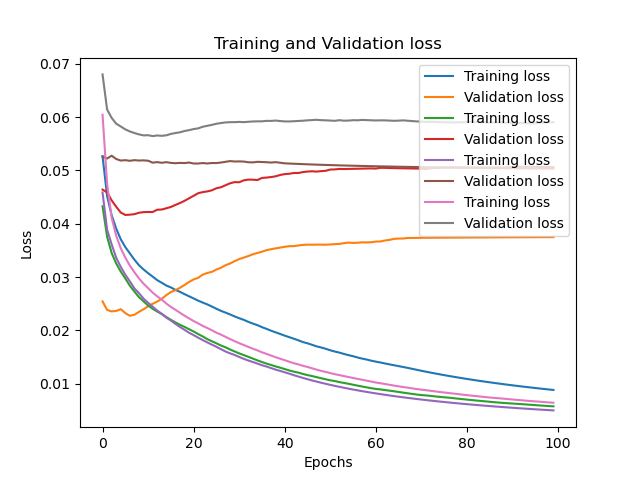 Training and Validation loss
0.07
0.06
0.05
0.04
0.03
0.02
0.01
Loss
Training loss
Validation loss
Training loss
Validation loss
Training loss
Validation loss
Training loss
Validation loss
0 20 40 60 80 100
Epochs